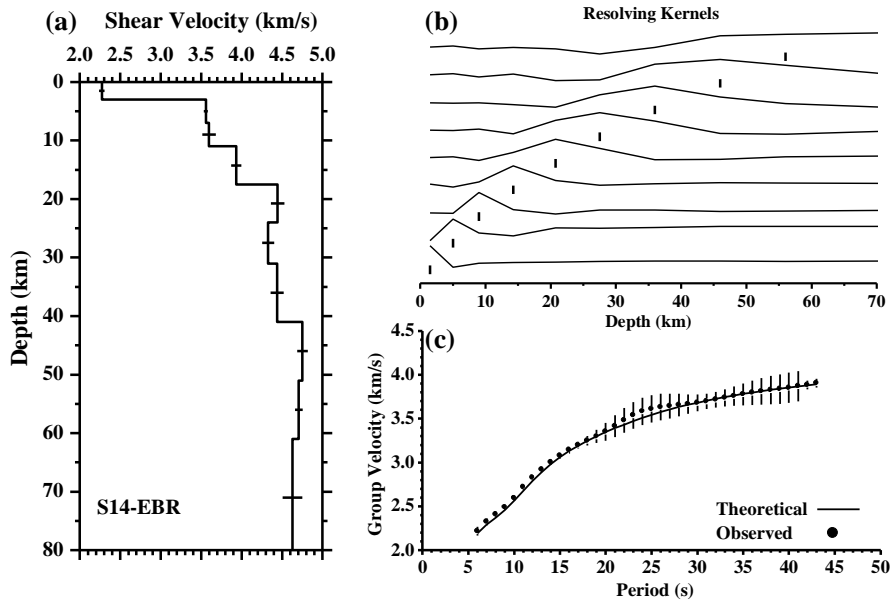 (a)
Shear Velocity (km/s)
2.0 2.5 3.0 3.5 4.0 4.5 5.0
0
10
20
30
40
50
60
70
80
Depth (km)
S14-EBR
Resolving Kernels
(b)
0 10 20 30 40 50 60 70
Depth (km)
(c)
4.5
4.0
3.5
3.0
2.5
2.0
Group Velocity (km/s)
Theoretical
Observed
0 5 10 15 20 25 30 35 40 45 50
Period (s)